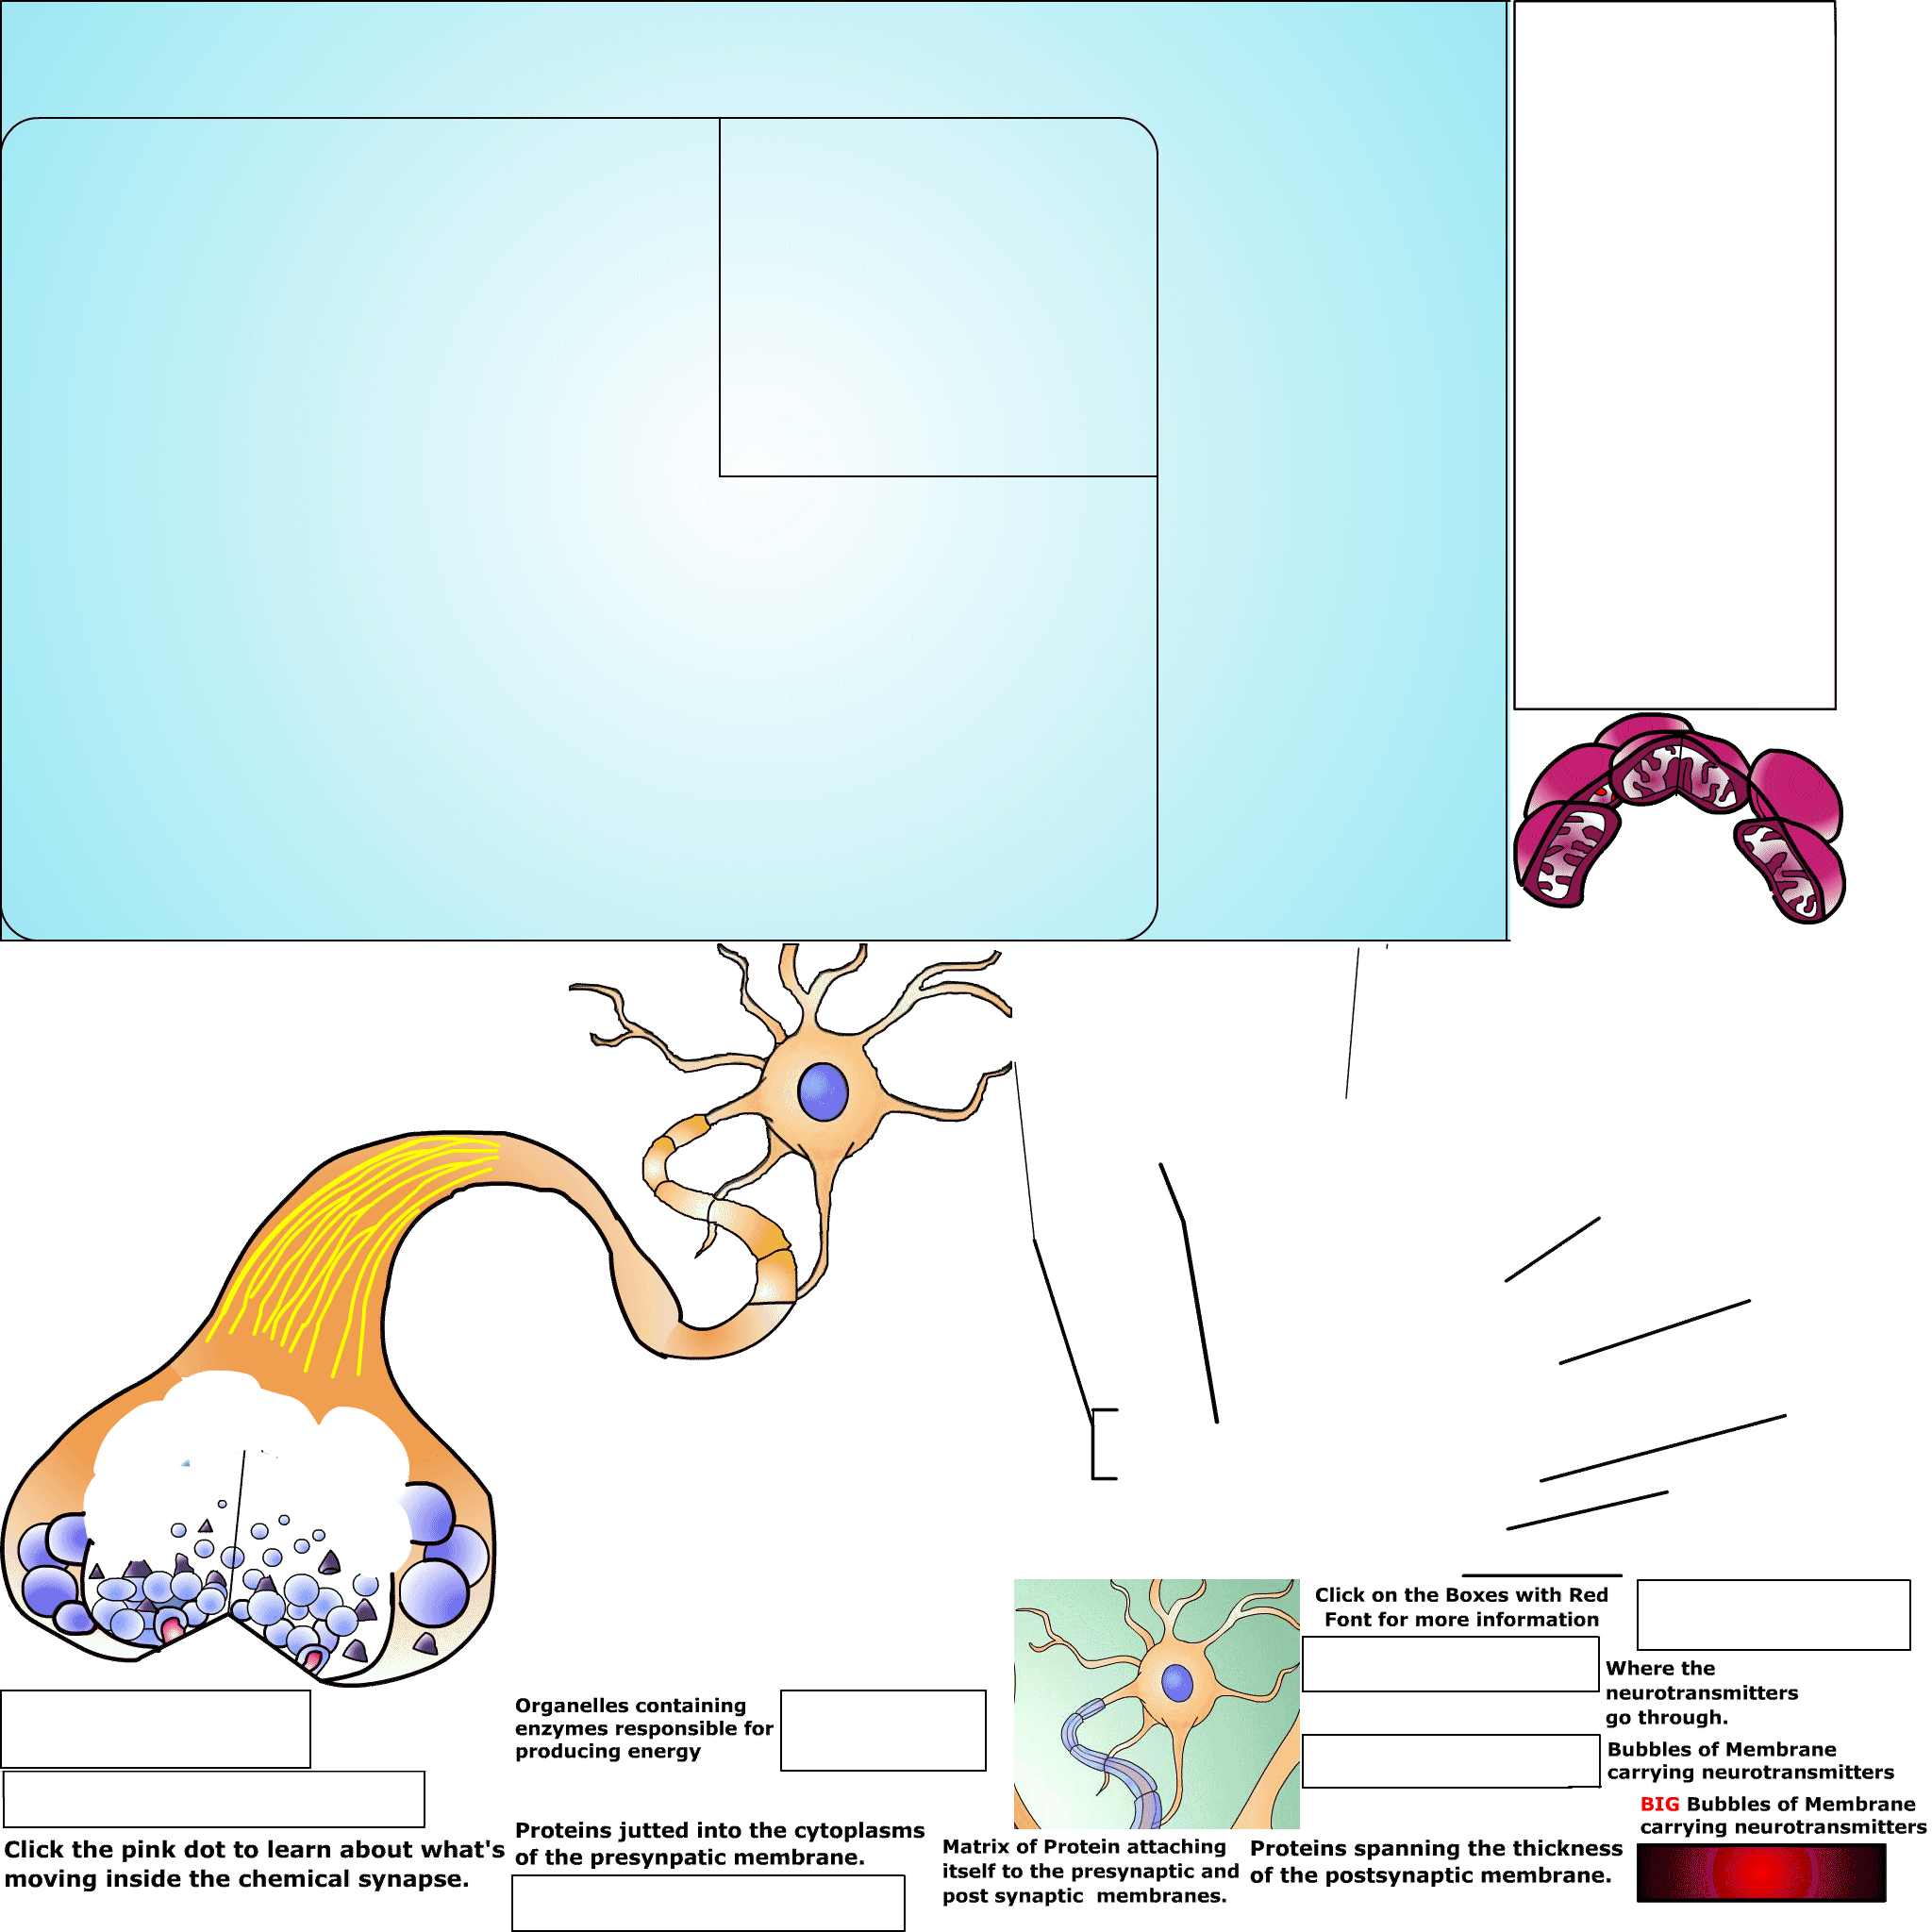 Click on the Boxes with Red
Font for more information
Where the
neurotransmitters
go through.
Organelles containing
enzymes responsible for
producing energy
Bubbles of Membrane
carrying neurotransmitters
BIG Bubbles of Membrane
carrying neurotransmitters
Click the pink dot to learn about what's
moving inside the chemical synapse.
Proteins jutted into the cytoplasms
of the presynpatic membrane.
Matrix of Protein attaching
itself to the presynaptic and
post synaptic membranes.
Proteins spanning the thickness
of the postsynaptic membrane.